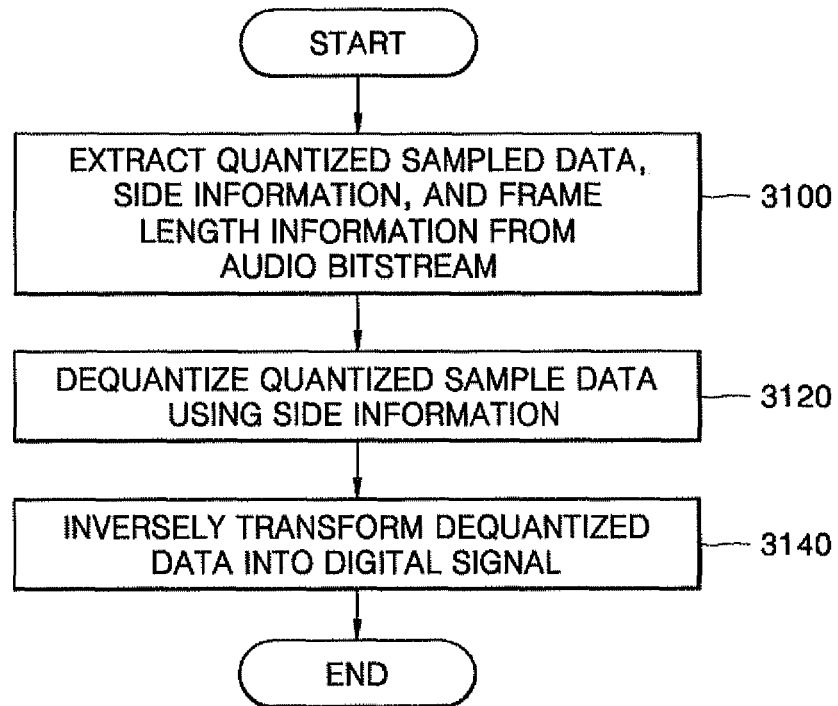 START
EXTRACT QUANTIZED SAMPLED DATA,
SIDE INFORMATION, AND FRAME
LENGTH INFORMATION FROM
AUDIO BITSTREAM
3100
DEQUANTIZE QUANTIZED SAMPLE DATA
USING SIDE INFORMATION
3120
INVERSELY TRANSFORM DEQUANTIZED
DATA INTO DIGITAL SIGNAL
3140
END